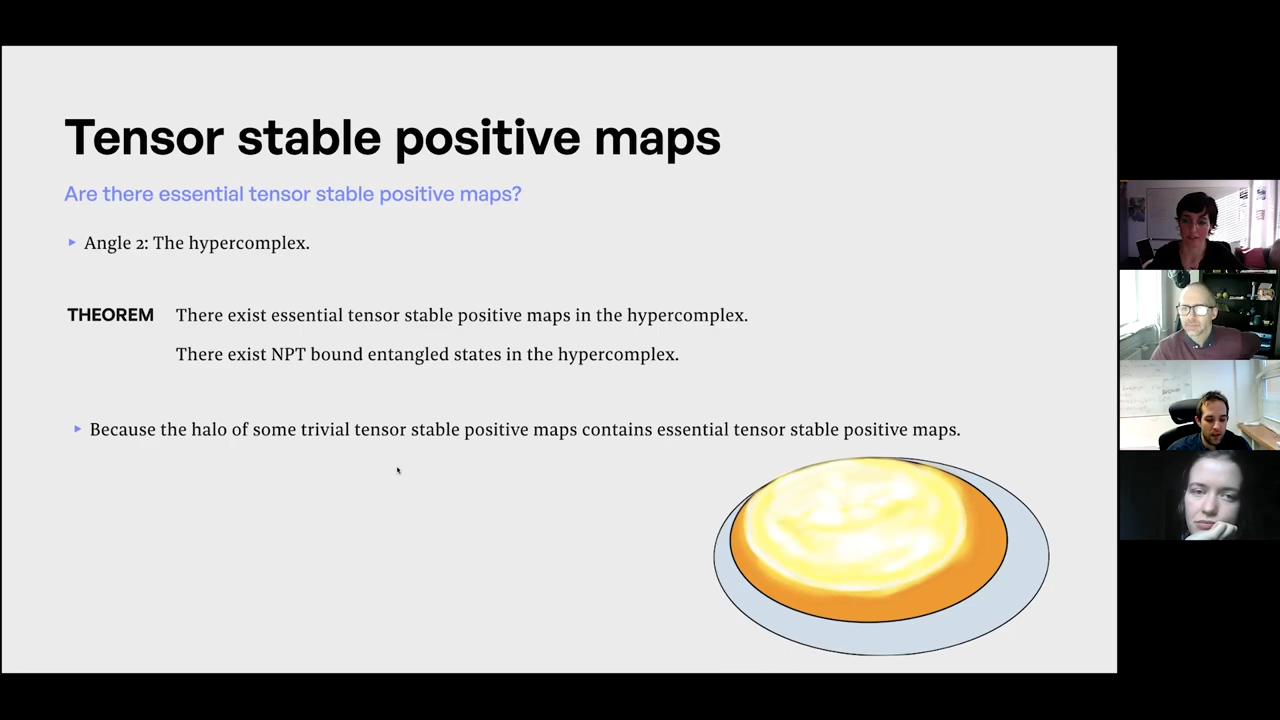 Tensor stable positive maps
Are there essential tensor stable positive maps?
Angle 2: The hypercomplex.
THEOREM There exist essential tensor stable positive maps in the hypercomplex.
There exist NPT bound entangled states in the hypercomplex.
Because the halo of some trivial tensor stable positive maps contains essential tensor stable positive maps.